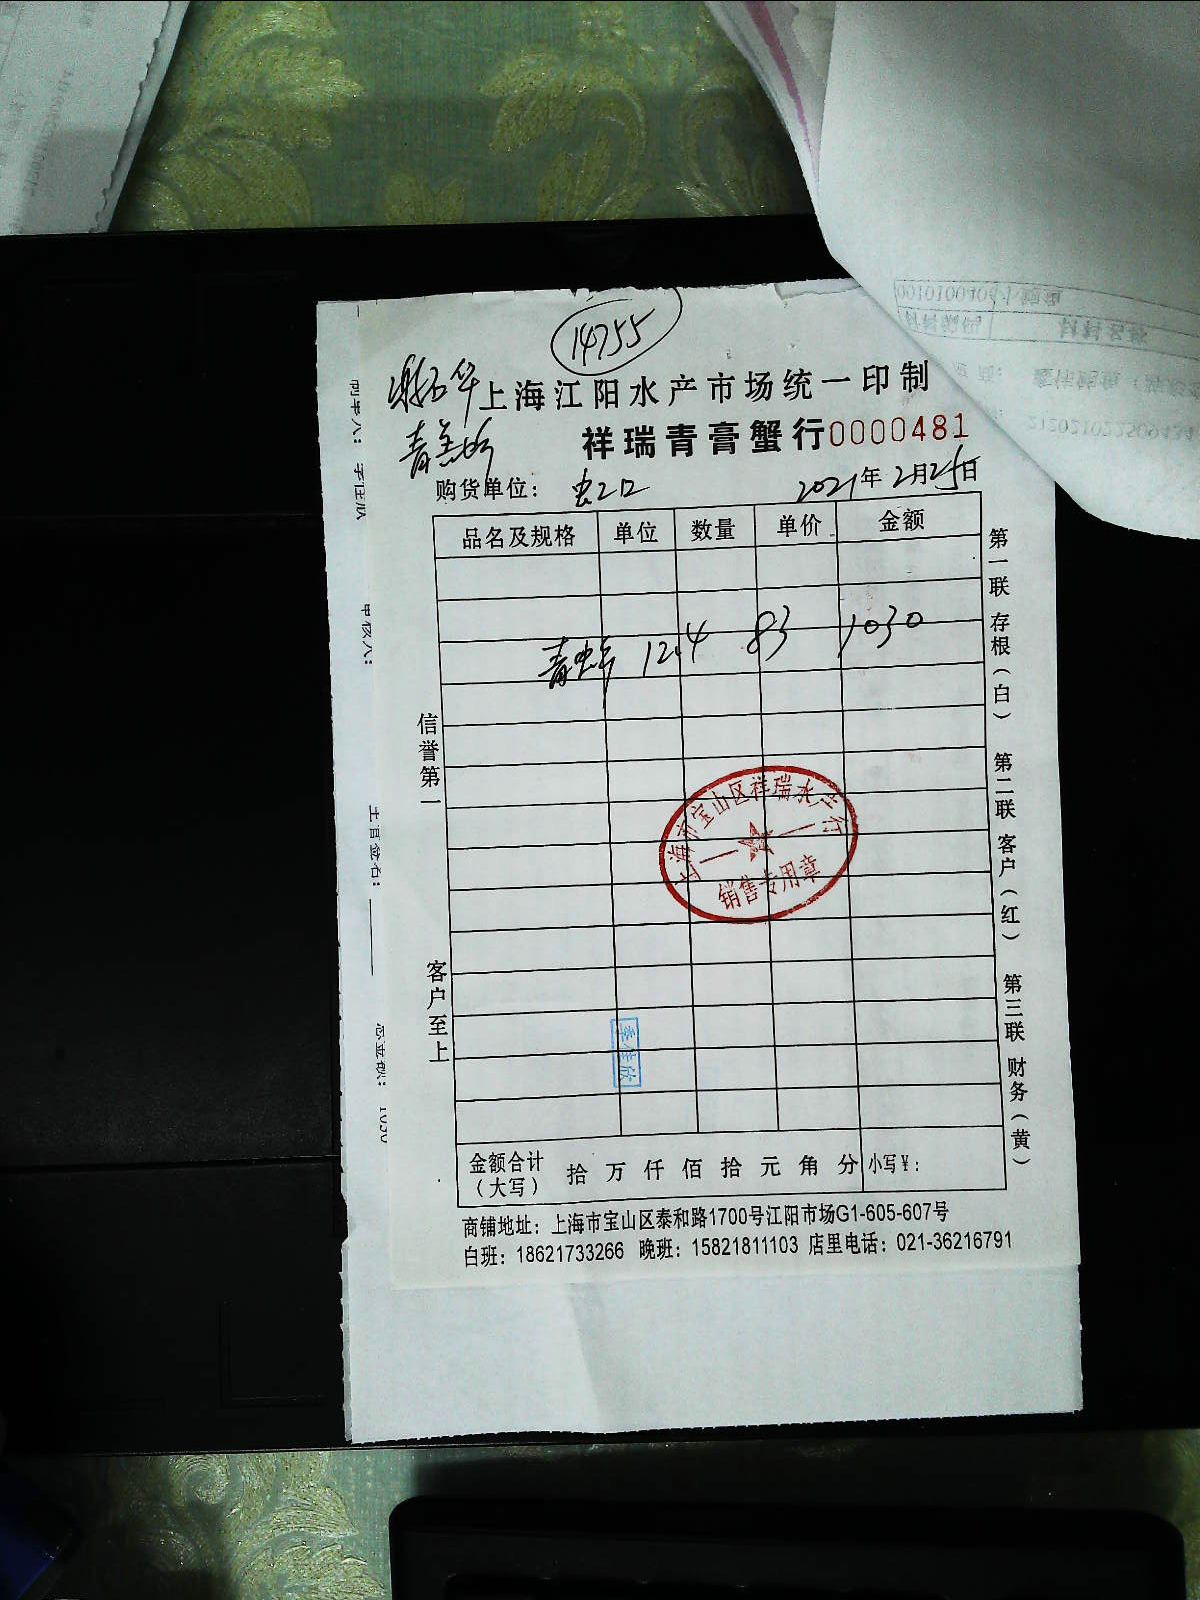 14755
上海江阳水产市场统一印制
祥瑞青膏蟹行0000481
购货单位： 虹口 2021年2月25日
品名及规格 单位 数量 单价 金额
12.4 83 1030
信誉第一
客户至上
第一联 存根（白） 第二联 客户（红） 第三联 财务（黄）
上海市宝山区祥瑞水产行
销售专用章
李佳欣
金额合计（大写） 拾 万 仟 佰 拾 元 角 分 小写￥：
商铺地址：上海市宝山区泰和路1700号江阳市场G1-605-607号
白班：18621733266 晚班：15821811103 店里电话：021-36216791